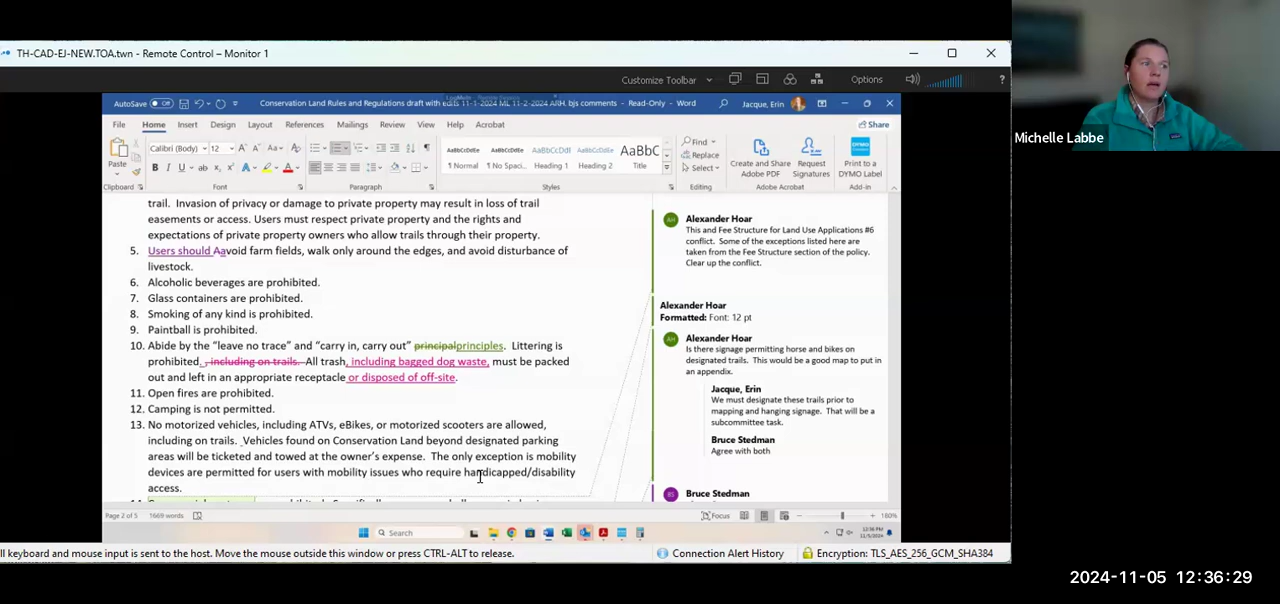 TH-CAD-EJ-NEW.TOA.twn - Remote Control – Monitor 1
Customize Toolbar
Options
?
AutoSave Off
Conservation Land Rules and Regulations draft with edits 11-1-2024 ML 11-2-2024 ARH. bjs comments - Read-Only - Word
Jacque, Erin
File Home Insert Design Layout References Mailings Review View Help Acrobat
Share
Calibri (Body) 12
Paste
AaBbCcDdEe AaBbCcDdEe AaBbCcDdEe AaBbCcDdEe AaBbC
¶ Normal ¶ No Spaci... Heading 1 Heading 2 Title
Find
Replace
Select
Create and Share Adobe PDF
Request Signatures
Print to a DYMO Label
Clipboard Font Paragraph Styles Editing Adobe Acrobat Add-in
trail. Invasion of privacy or damage to private property may result in loss of trail
easements or access. Users must respect private property and the rights and
expectations of private property owners who allow trails through their property.
5. Users should Aavoid farm fields, walk only around the edges, and avoid disturbance of
livestock.
6. Alcoholic beverages are prohibited.
7. Glass containers are prohibited.
8. Smoking of any kind is prohibited.
9. Paintball is prohibited.
10. Abide by the “leave no trace” and “carry in, carry out” principalprinciples. Littering is
prohibited. , including on trails. All trash, including bagged dog waste, must be packed
out and left in an appropriate receptacle or disposed of off-site.
11. Open fires are prohibited.
12. Camping is not permitted.
13. No motorized vehicles, including ATVs, eBikes, or motorized scooters are allowed,
including on trails. Vehicles found on Conservation Land beyond designated parking
areas will be ticketed and towed at the owner’s expense. The only exception is mobility
devices are permitted for users with mobility issues who require handicapped/disability
access.
AH
Alexander Hoar
This and Fee Structure for Land Use Applications #6
conflict. Some of the exceptions listed here are
taken from the Fee Structure section of the policy.
Clear up the conflict.
Alexander Hoar
Formatted: Font: 12 pt
AH
Alexander Hoar
Is there signage permitting horse and bikes on
designated trails. This would be a good map to put in
an appendix.
Jacque, Erin
We must designate these trails prior to
mapping and hanging signage. That will be a
subcommittee task.
Bruce Stedman
Agree with both
BS
Bruce Stedman
Page 2 of 5 1669 words
Focus
180%
Search
12:36 PM
11/5/2024
ll keyboard and mouse input is sent to the host. Move the mouse outside this window or press CTRL-ALT to release.
Connection Alert History
Encryption: TLS_AES_256_GCM_SHA384
Michelle Labbe
2024-11-05 12:36:29